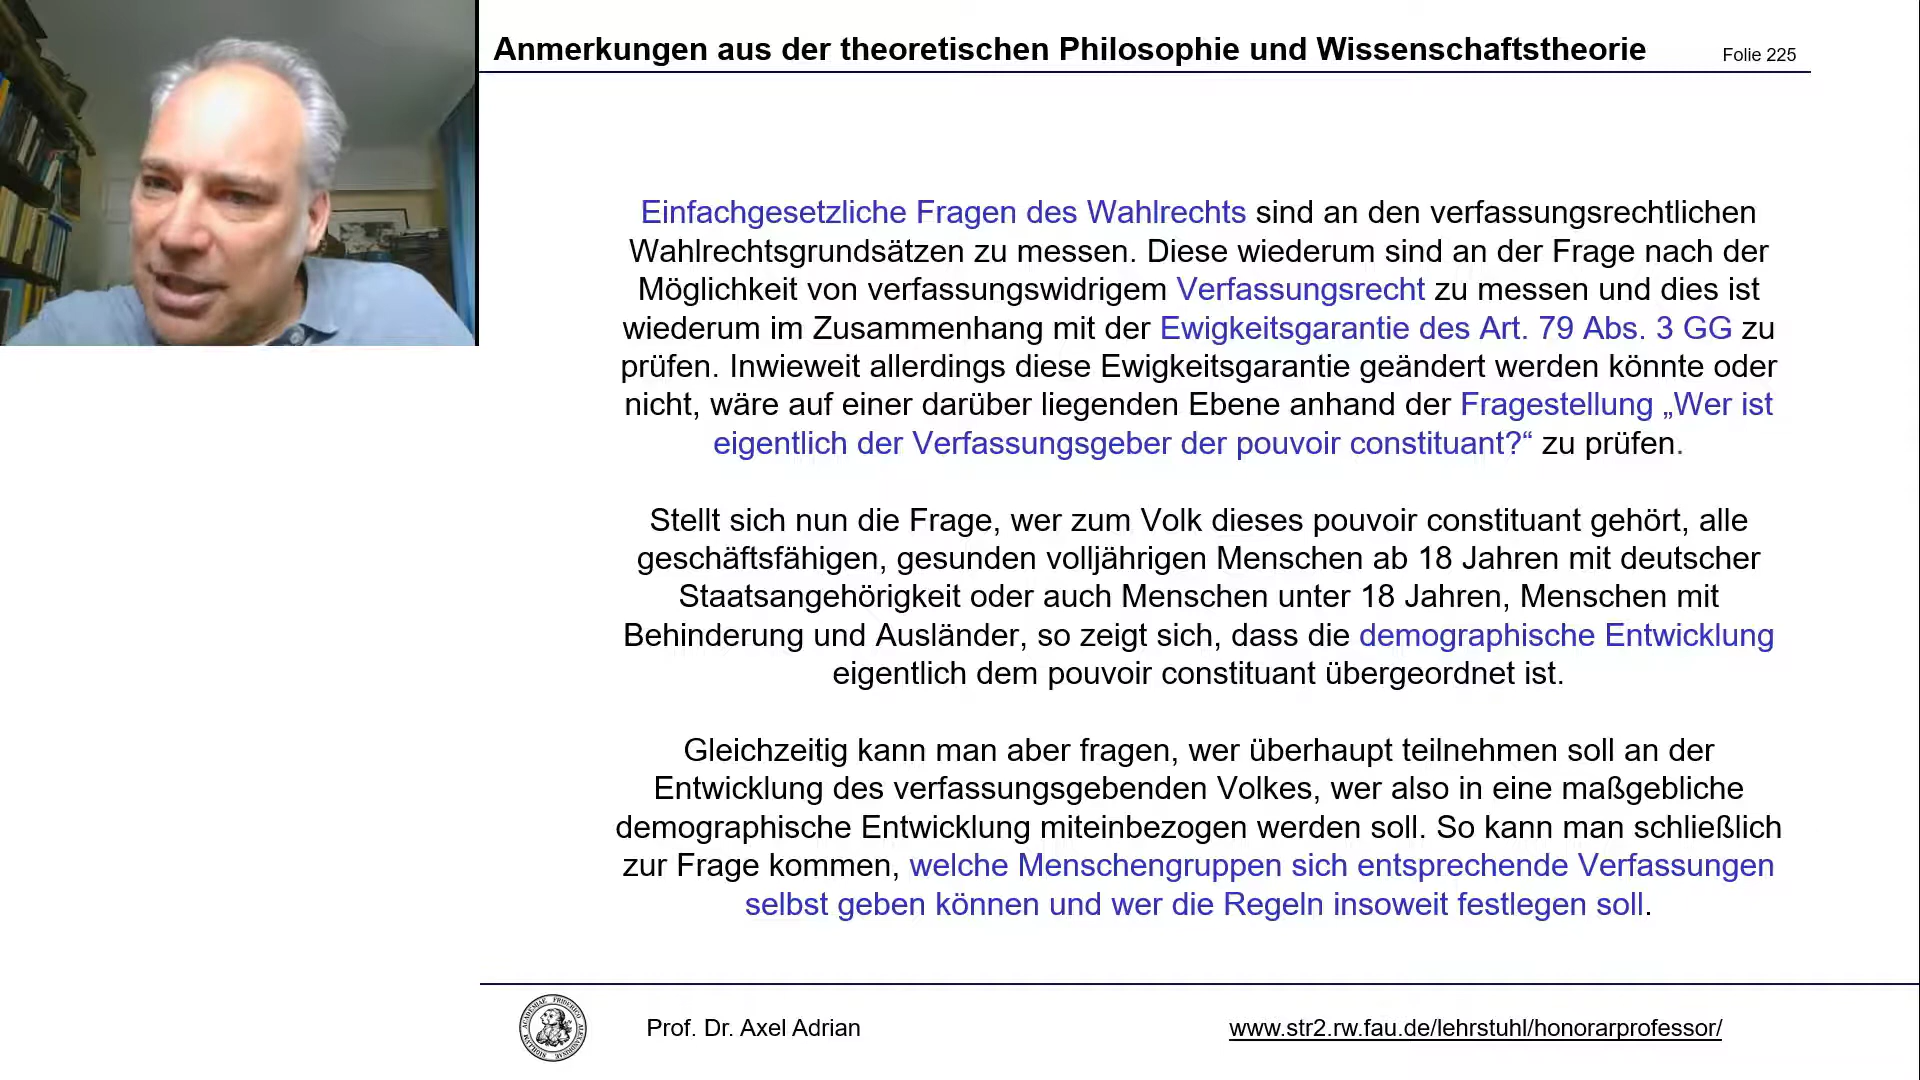 Anmerkungen aus der theoretischen Philosophie und Wissenschaftstheorie
Folie 225
Einfachgesetzliche Fragen des Wahlrechts sind an den verfassungsrechtlichen
Wahlrechtsgrundsätzen zu messen. Diese wiederum sind an der Frage nach der
Möglichkeit von verfassungswidrigem Verfassungsrecht zu messen und dies ist
wiederum im Zusammenhang mit der Ewigkeitsgarantie des Art. 79 Abs. 3 GG zu
prüfen. Inwieweit allerdings diese Ewigkeitsgarantie geändert werden könnte oder
nicht, wäre auf einer darüber liegenden Ebene anhand der Fragestellung „Wer ist
eigentlich der Verfassungsgeber der pouvoir constituant?“ zu prüfen.
Stellt sich nun die Frage, wer zum Volk dieses pouvoir constituant gehört, alle
geschäftsfähigen, gesunden volljährigen Menschen ab 18 Jahren mit deutscher
Staatsangehörigkeit oder auch Menschen unter 18 Jahren, Menschen mit
Behinderung und Ausländer, so zeigt sich, dass die demographische Entwicklung
eigentlich dem pouvoir constituant übergeordnet ist.
Gleichzeitig kann man aber fragen, wer überhaupt teilnehmen soll an der
Entwicklung des verfassungsgebenden Volkes, wer also in eine maßgebliche
demographische Entwicklung miteinbezogen werden soll. So kann man schließlich
zur Frage kommen, welche Menschengruppen sich entsprechende Verfassungen
selbst geben können und wer die Regeln insoweit festlegen soll.
Prof. Dr. Axel Adrian
www.str2.rw.fau.de/lehrstuhl/honorarprofessor/